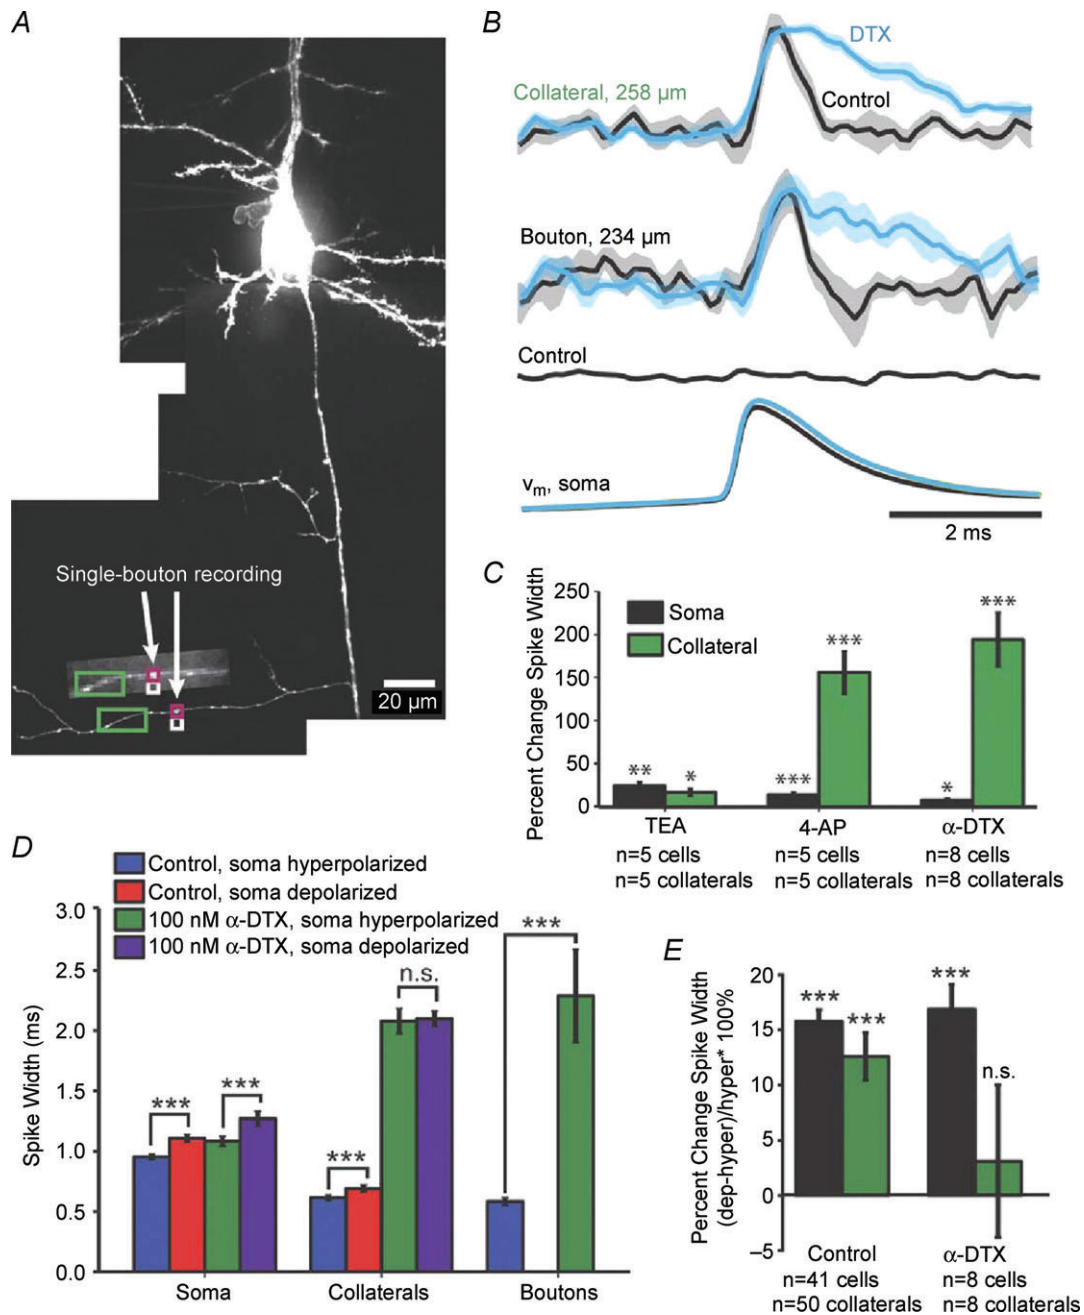 A
Single-bouton recording
20 µm
B
DTX
Collateral, 258 µm
Control
Bouton, 234 µm
Control
vm, soma
2 ms
C
Percent Change Spike Width
250
200
150
100
50
0
Soma
Collateral
** * *** *** * ***
TEA 4-AP α-DTX
n=5 cells n=5 cells n=8 cells
n=5 collaterals n=5 collaterals n=8 collaterals
D
Control, soma hyperpolarized
Control, soma depolarized
100 nM α-DTX, soma hyperpolarized
100 nM α-DTX, soma depolarized
Spike Width (ms)
3.0
2.5
2.0
1.5
1.0
0.5
0.0
*** *** *** n.s. ***
Soma Collaterals Boutons
E
Percent Change Spike Width
(dep-hyper)/hyper* 100%
20
15
10
5
0
–5
*** *** *** n.s.
Control α-DTX
n=41 cells n=8 cells
n=50 collaterals n=8 collaterals